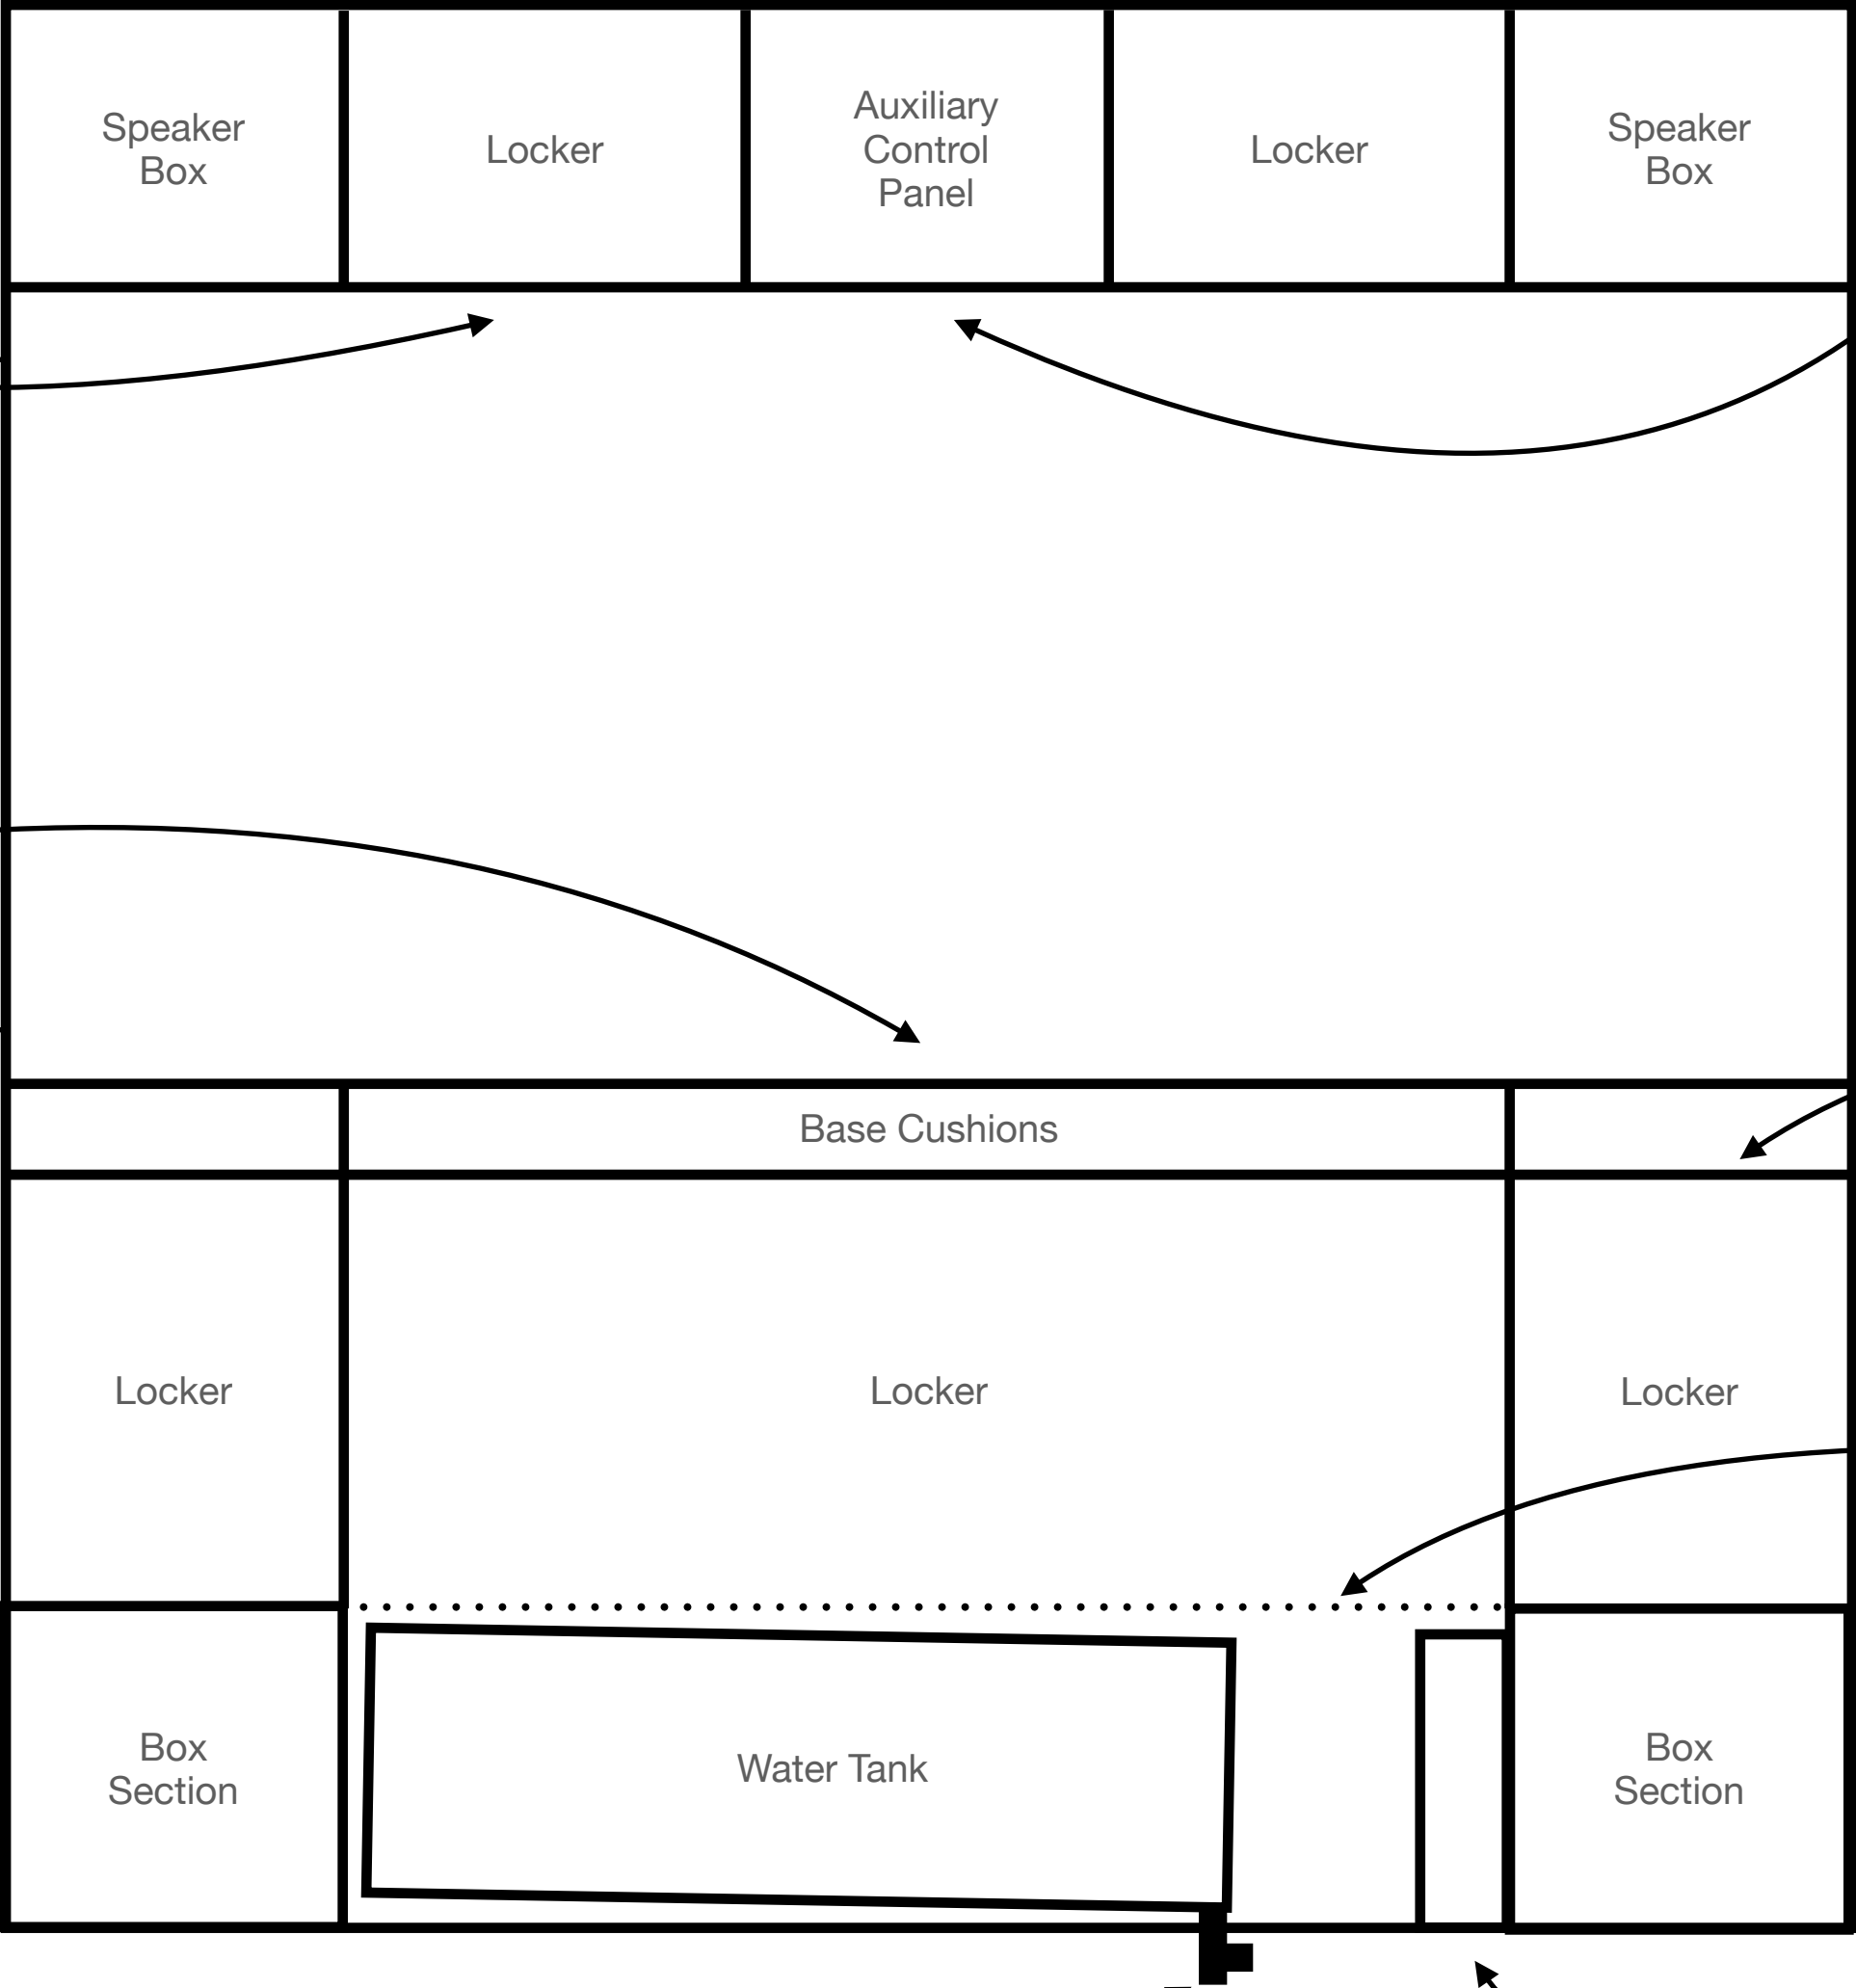 Speaker
Box
Locker
Auxiliary
Control
Panel
Locker
Speaker
Box
Base Cushions
Locker
Locker
Locker
Box
Section
Water Tank
Box
Section